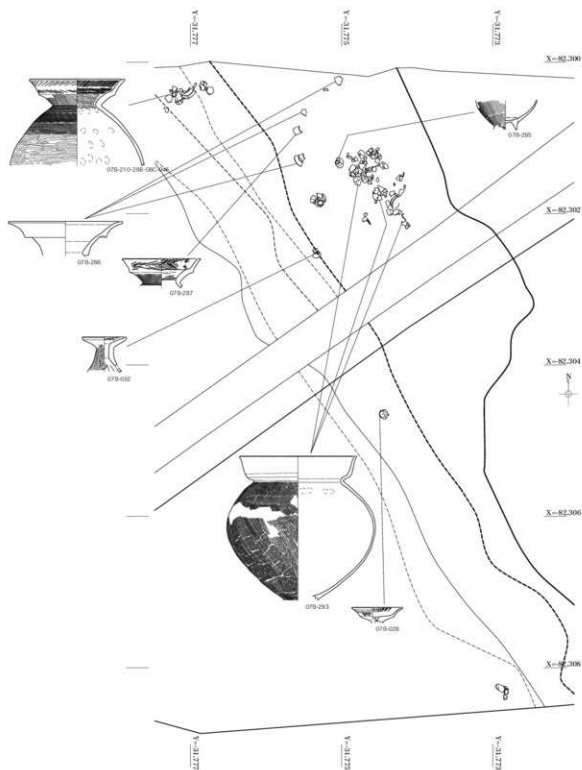 Y=-31.777
Y=-31.775
Y=-31.773
X=-82.300
07B-285
X=-82.302
07B-286
07B-287
07B-032
X=-82.304
N
07B-293
X=-82.306
07B-028
X=-82.308
Y=-31.777
Y=-31.775
Y=-31.773